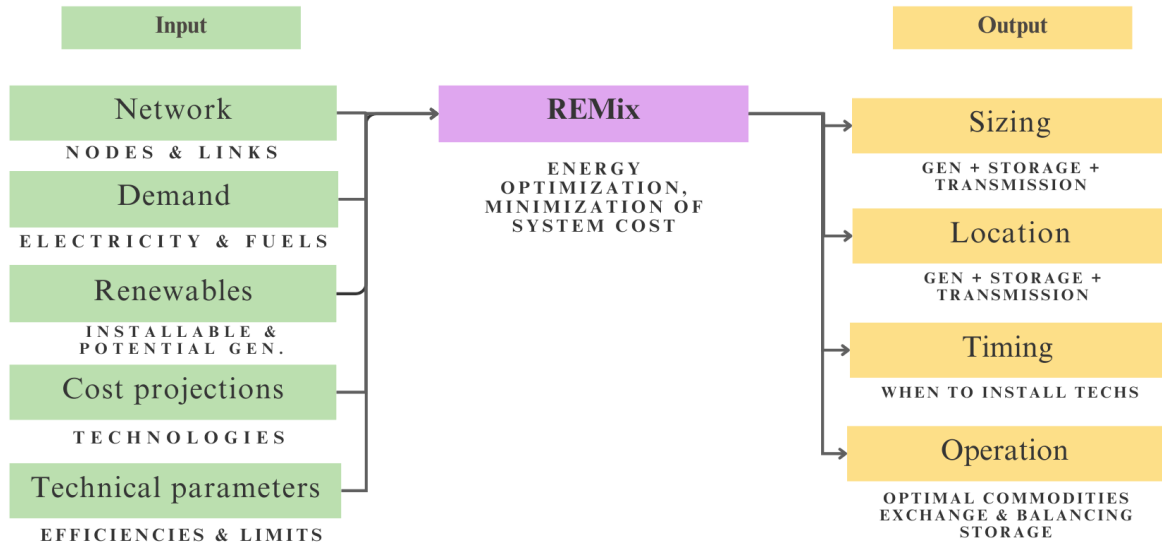 Input
Network
NODES & LINKS
Demand
ELECTRICITY & FUELS
Renewables
INSTALLABLE &
POTENTIAL GEN.
Cost projections
TECHNOLOGIES
Technical parameters
EFFICIENCIES & LIMITS
REMix
ENERGY
OPTIMIZATION,
MINIMIZATION OF
SYSTEM COST
Output
Sizing
GEN + STORAGE +
TRANSMISSION
Location
GEN + STORAGE +
TRANSMISSION
Timing
WHEN TO INSTALL TECHS
Operation
OPTIMAL COMMODITIES
EXCHANGE & BALANCING
STORAGE